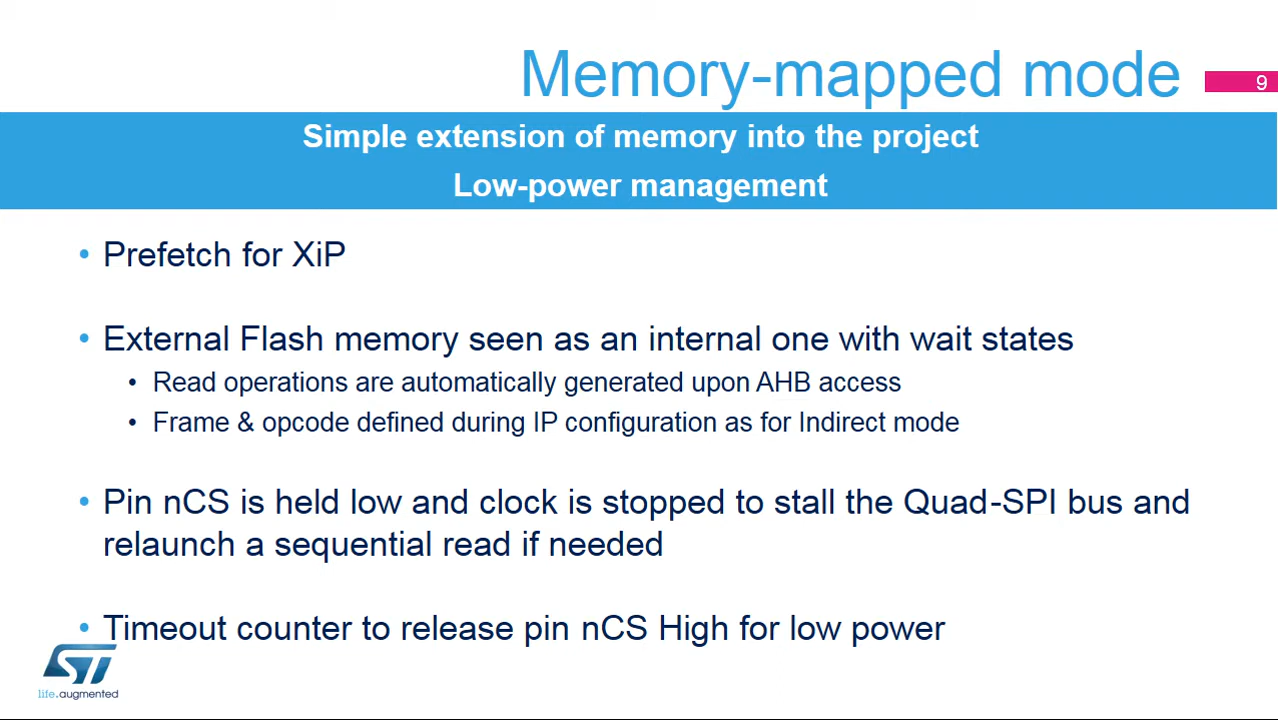 Memory-mapped mode
9
Simple extension of memory into the project
Low-power management
• Prefetch for XiP
• External Flash memory seen as an internal one with wait states
• Read operations are automatically generated upon AHB access
• Frame & opcode defined during IP configuration as for Indirect mode
• Pin nCS is held low and clock is stopped to stall the Quad-SPI bus and
relaunch a sequential read if needed
• Timeout counter to release pin nCS High for low power
ST
life.augmented